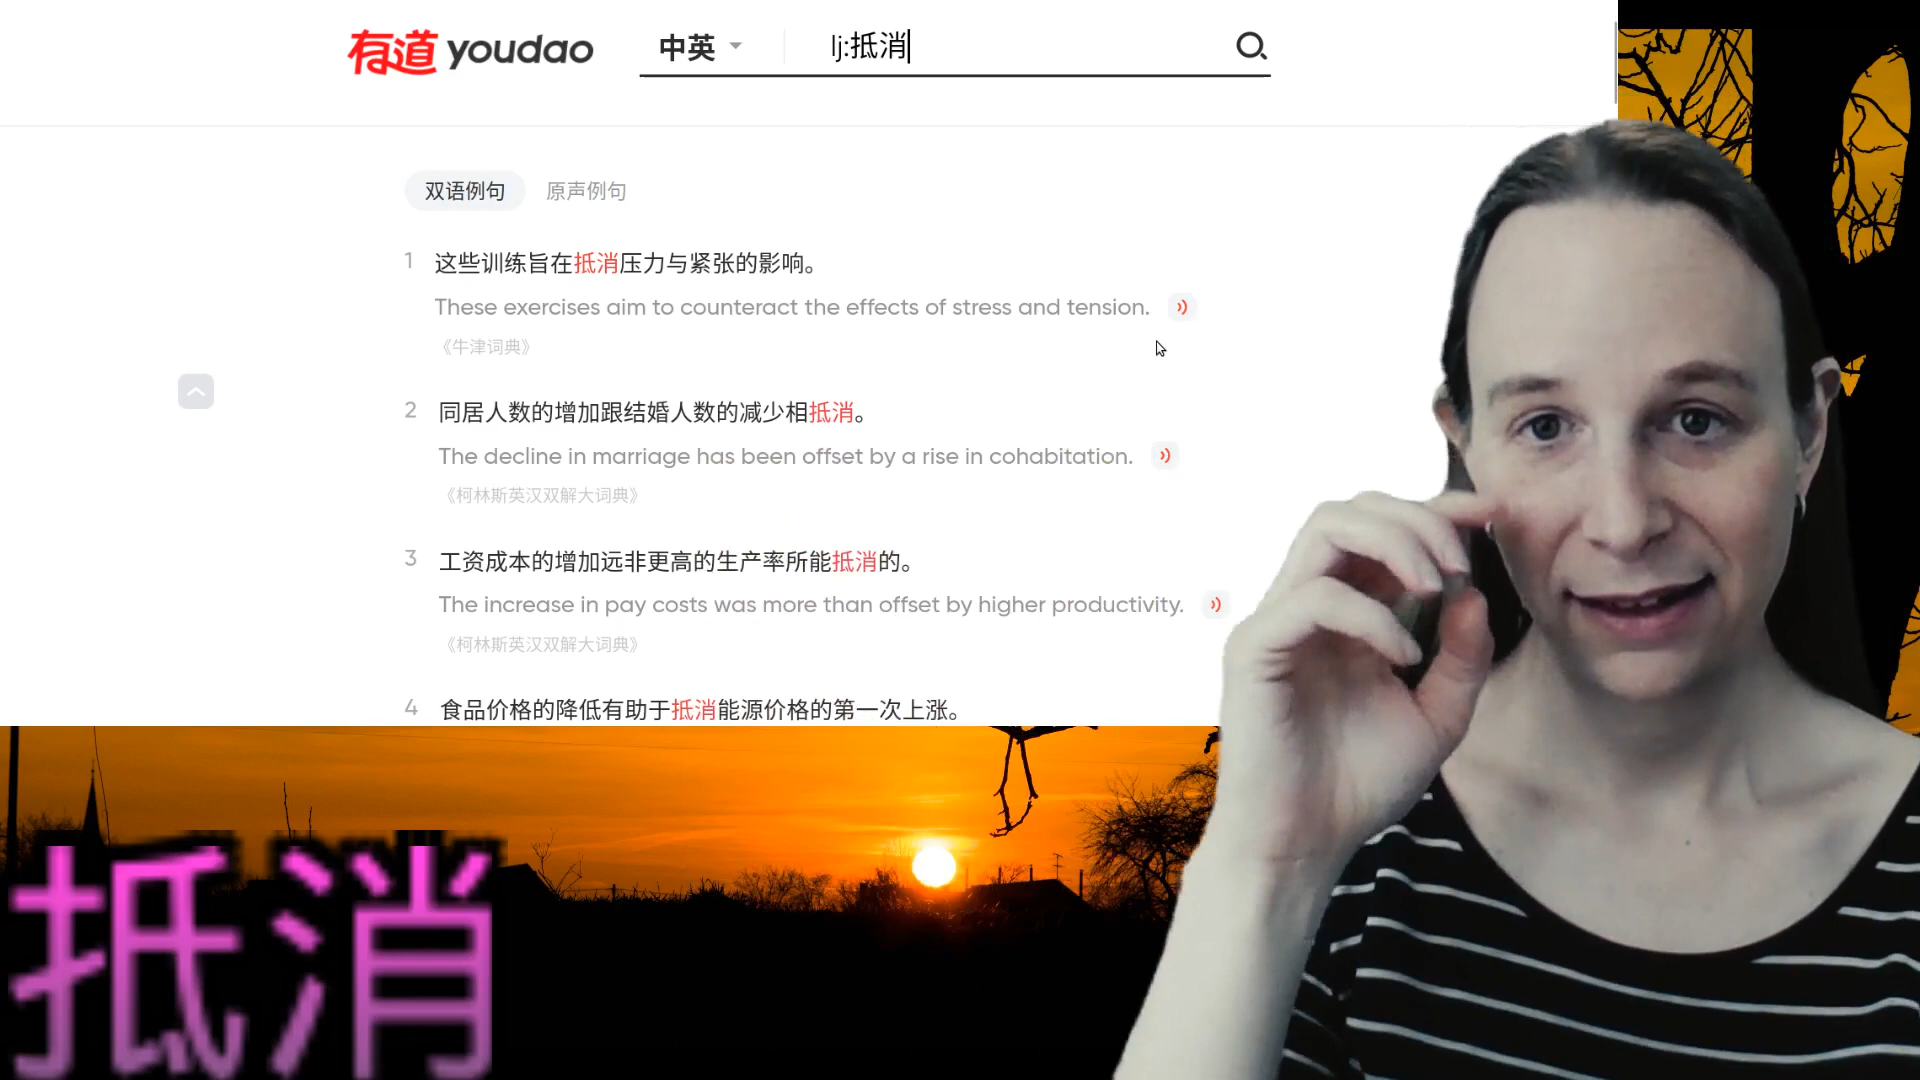 有道 youdao
中英
lj:抵消
双语例句 原声例句
1 这些训练旨在抵消压力与紧张的影响。
These exercises aim to counteract the effects of stress and tension.
《牛津词典》
2 同居人数的增加跟结婚人数的减少相抵消。
The decline in marriage has been offset by a rise in cohabitation.
《柯林斯英汉双解大词典》
3 工资成本的增加远非更高的生产率所能抵消的。
The increase in pay costs was more than offset by higher productivity.
《柯林斯英汉双解大词典》
4 食品价格的降低有助于抵消能源价格的第一次上涨。
抵消